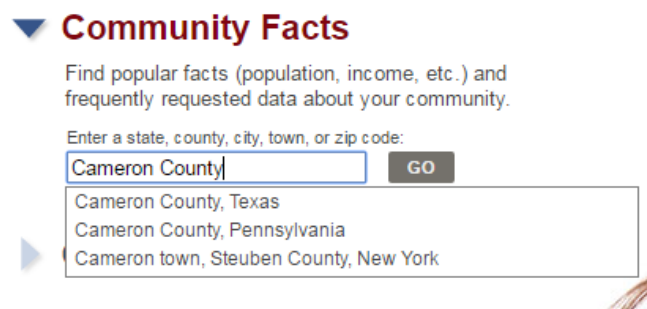 Community Facts
Find popular facts (population, income, etc.) and
frequently requested data about your community.
Enter a state, county, city, town, or zip code:
Cameron County GO
Cameron County, Texas
Cameron County, Pennsylvania
Cameron town, Steuben County, New York